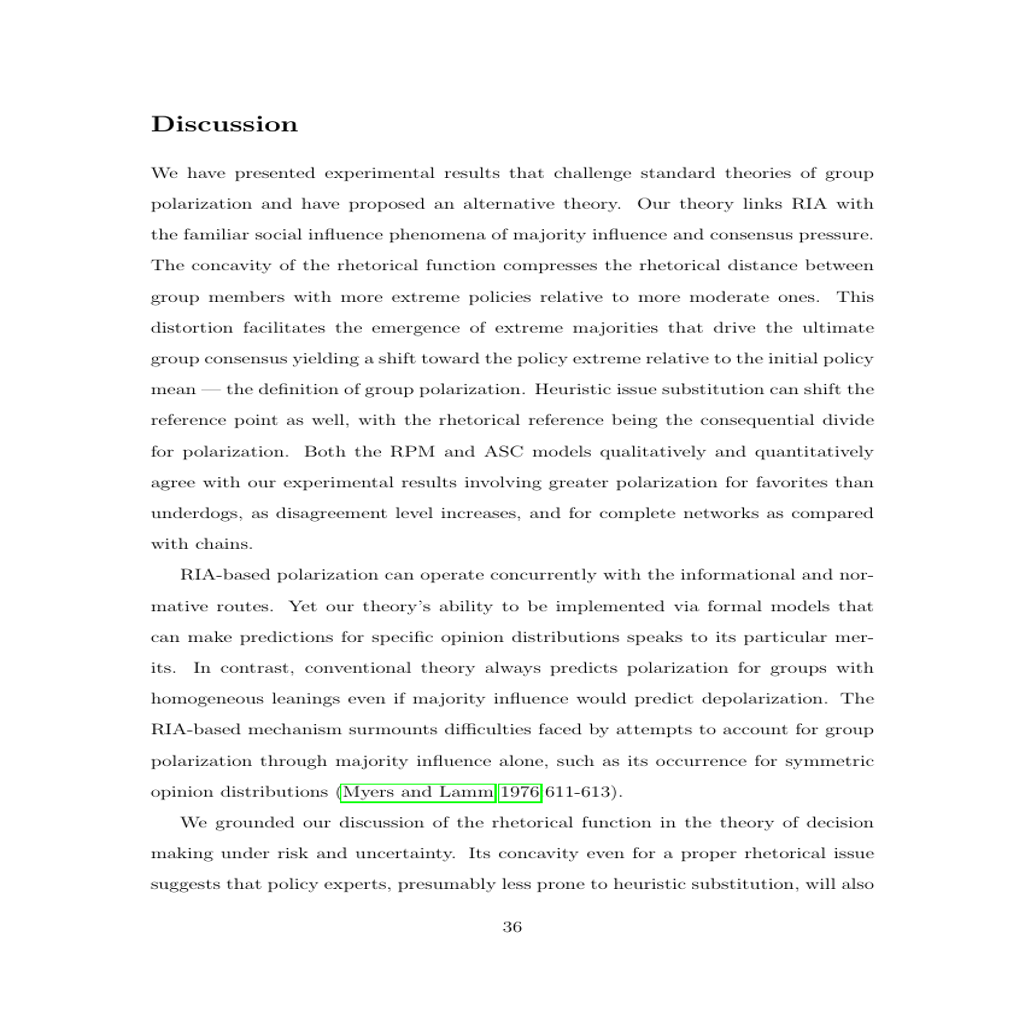 Discussion
We have presented experimental results that challenge standard theories of group
polarization and have proposed an alternative theory. Our theory links RIA with
the familiar social influence phenomena of majority influence and consensus pressure.
The concavity of the rhetorical function compresses the rhetorical distance between
group members with more extreme policies relative to more moderate ones. This
distortion facilitates the emergence of extreme majorities that drive the ultimate
group consensus yielding a shift toward the policy extreme relative to the initial policy
mean — the definition of group polarization. Heuristic issue substitution can shift the
reference point as well, with the rhetorical reference being the consequential divide
for polarization. Both the RPM and ASC models qualitatively and quantitatively
agree with our experimental results involving greater polarization for favorites than
underdogs, as disagreement level increases, and for complete networks as compared
with chains.
RIA-based polarization can operate concurrently with the informational and nor-
mative routes. Yet our theory's ability to be implemented via formal models that
can make predictions for specific opinion distributions speaks to its particular mer-
its. In contrast, conventional theory always predicts polarization for groups with
homogeneous leanings even if majority influence would predict depolarization. The
RIA-based mechanism surmounts difficulties faced by attempts to account for group
polarization through majority influence alone, such as its occurrence for symmetric
opinion distributions (Myers and Lamm 1976 611-613).
We grounded our discussion of the rhetorical function in the theory of decision
making under risk and uncertainty. Its concavity even for a proper rhetorical issue
suggests that policy experts, presumably less prone to heuristic substitution, will also
36